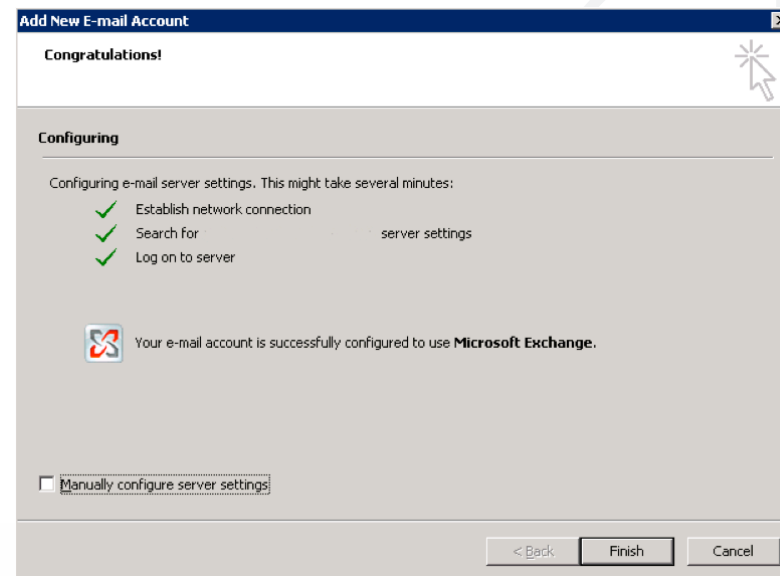 Add New E-mail Account
Congratulations!
Configuring
Configuring e-mail server settings. This might take several minutes:
Establish network connection
Search for server settings
Log on to server
Your e-mail account is successfully configured to use Microsoft Exchange.
Manually configure server settings
< Back Finish Cancel